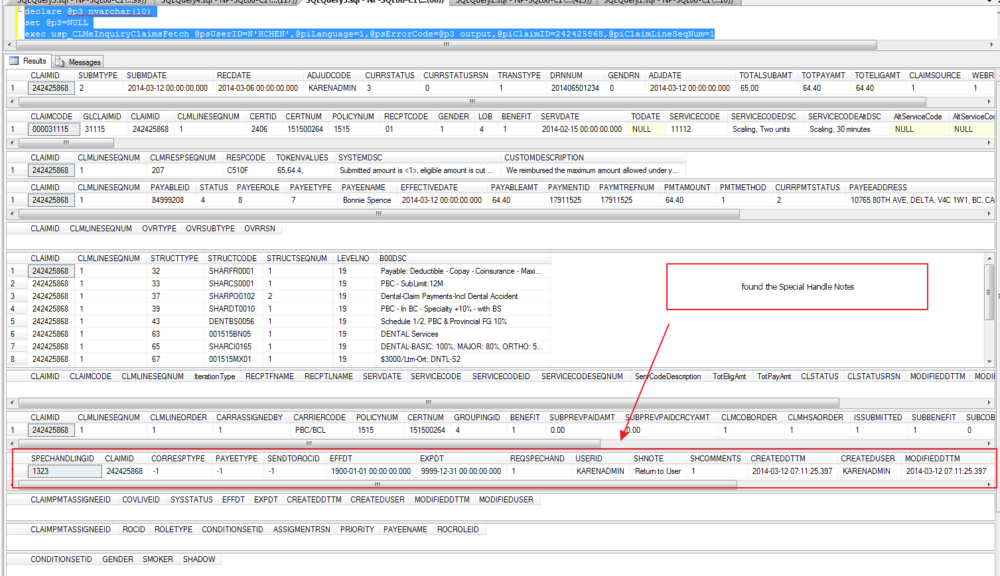 SQLQuery5.sql - NP-SQL08-C1\...99)) SQLQuery4.sql - NP-SQL08-C1\...(117)) SQLQuery3.sql - NP-SQL08-C1\...(60)) SQLQuery2.sql - NP-SQL08-C1\...(425)) SQLQuery1.sql - NP-SQL08-C1\...10))
declare @p3 nvarchar(10)
set @p3=NULL
exec usp_CLMeInquiryClaimsFetch @psUserID=N'HCHEN',@piLanguage=1,@psErrorCode=@p3 output,@piClaimID=242425868,@piClaimLineSeqNum=1
Results Messages
CLAIMID SUBMTYPE SUBMDATE RECDATE ADJUDCODE CURRSTATUS CURRSTATUSRSN TRANSTYPE DRNNUM GENDRN ADJDATE TOTALSUBAMT TOTPAYAMT TOTELIGAMT CLAIMSOURCE WEBR
1 242425868 2 2014-03-12 00:00:00.000 2014-03-06 00:00:00.000 KARENADMIN 3 0 1 201406501234 0 2014-03-12 00:00:00.000 65.00 64.40 64.40 1 1
CLAIMCODE GLCLAIMID CLAIMID CLMLINESEQNUM CERTID CERTNUM POLICYNUM RECPTCODE GENDER LOB BENEFIT SERVDATE TODATE SERVICECODE SERVICECODEDSC SERVICECODEAltDSC AltServiceCode AltServiceCod
1 000031115 31115 242425868 1 2406 151500264 1515 01 1 4 1 2014-02-15 00:00:00.000 NULL 11112 Scaling, Two units Scaling, 30 minutes NULL NULL
CLAIMID CLMLINESEQNUM CLMRESPSEQNUM RESPCODE TOKENVALUES SYSTEMDSC CUSTOMDESCRIPTION
1 242425868 1 207 C510F 65,64.4, Submitted amount is <1>, eligible amount is cut ... We reimbursed the maximum amount allowed under y...
CLAIMID CLMLINESEQNUM PAYABLEID STATUS PAYEEROLE PAYEETYPE PAYEENAME EFFECTIVEDATE PAYABLEAMT PAYMENTID PAYMTREFNUM PMTAMOUNT PMTMETHOD CURRPMTSTATUS PAYEEADDRESS
1 242425868 1 84999208 4 8 7 Bonnie Spence 2014-03-12 00:00:00.000 64.40 17911525 17911525 64.40 1 2 10765 80TH AVE, DELTA, V4C 1W1, BC, CA
CLAIMID CLMLINESEQNUM OVRTYPE OVRSUBTYPE OVRRSN
CLAIMID CLMLINESEQNUM STRUCTTYPE STRUCTCODE STRUCTSEQNUM LEVELNO B00DSC
1 242425868 1 32 SHARFR0001 1 19 Payable: Deductible - Copay - Coinsurance - Maxi...
2 242425868 1 33 SHARCS0001 1 19 PBC - SubLimit:12M
3 242425868 1 37 SHARPO0102 2 19 Dental-Claim Payments-Incl Dental Accident
4 242425868 1 39 SHARDT0010 1 19 PBC - In BC - Specialty +10% - with BS
5 242425868 1 43 DENTBS0056 1 19 Schedule 1/2, PBC & Provincial FG 10%
6 242425868 1 63 001515BN05 1 19 DENTAL Services
7 242425868 1 65 SHARCI0165 1 19 DENTAL-BASIC: 100%, MAJOR: 80%, ORTHO: 5...
8 242425868 1 67 001515MX01 1 19 $3000/Ltm-Ort; DNTL-S2
found the Special Handle Notes
CLAIMID CLAIMCODE CLMLINESEQNUM IterationType RECPTFNAME RECPTLNAME SERVDATE SERVICECODE SERVICECODEID SERVICECODESEQNUM ServCodeDescription TotEligAmt TotPayAmt CLSTATUS CLSTATUSRSN MODIFIEDDTTM MODIF
CLAIMID CLMLINESEQNUM CLMLINEORDER CARRASSIGNEDBY CARRIERCODE POLICYNUM CERTNUM GROUPINGID BENEFIT SUBPREVPAIDAMT SUBPREVPAIDCRCYAMT CLMCOBORDER CLMHSAORDER ISSUBMITTED SUBBENEFIT SUBCOB
1 242425868 1 1 1 PBC/BCL 1515 151500264 4 1 0.00 0.00 1 1 1 1 0
SPECHANDLINGID CLAIMID CORRESPTYPE PAYEETYPE SENDTOROCID EFFDT EXPDT REQSPECHAND USERID SHNOTE SHCOMMENTS CREATEDDTTM CREATEDUSER MODIFIEDDTTM
1323 242425868 -1 -1 -1 1900-01-01 00:00:00.000 9999-12-31 00:00:00.000 1 KARENADMIN Return to User 1 2014-03-12 07:11:25.397 KARENADMIN 2014-03-12 07:11:25.397
CLAIMPMTASSIGNEEID COVLIVEID SYSSTATUS EFFDT EXPDT CREATEDDTTM CREATEDUSER MODIFIEDDTTM MODIFIEDUSER
CLAIMPMTASSIGNEEID ROCID ROLETYPE CONDITIONSETID ASSIGMENTRSN PRIORITY PAYEENAME ROCROLEID
CONDITIONSETID GENDER SMOKER SHADOW